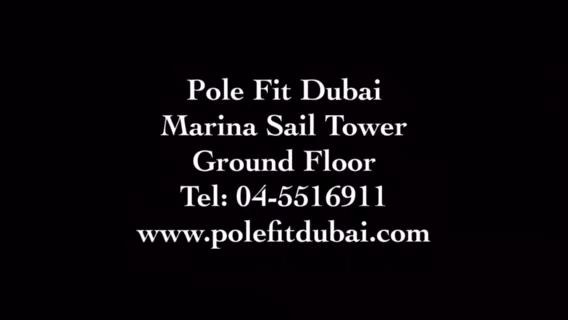 Pole Fit Dubai
Marina Sail Tower
Ground Floor
Tel: 04-5516911
www.polefitdubai.com